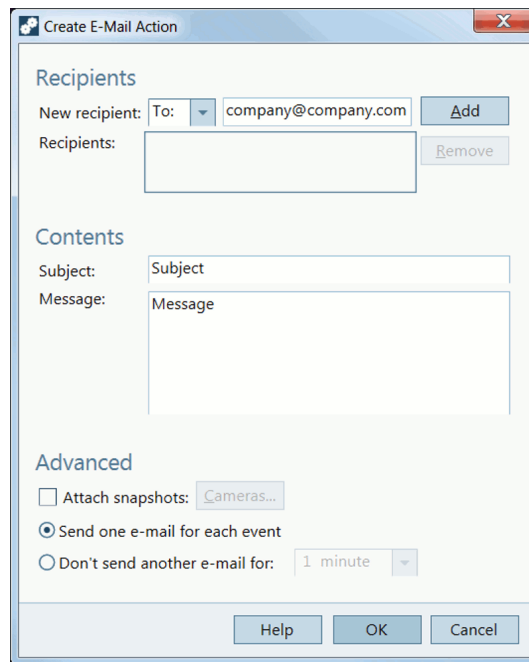 Create E-Mail Action
Recipients
New recipient: To: company@company.com Add
Recipients: Remove
Contents
Subject: Subject
Message: Message
Advanced
Attach snapshots: Cameras...
Send one e-mail for each event
Don't send another e-mail for: 1 minute
Help OK Cancel